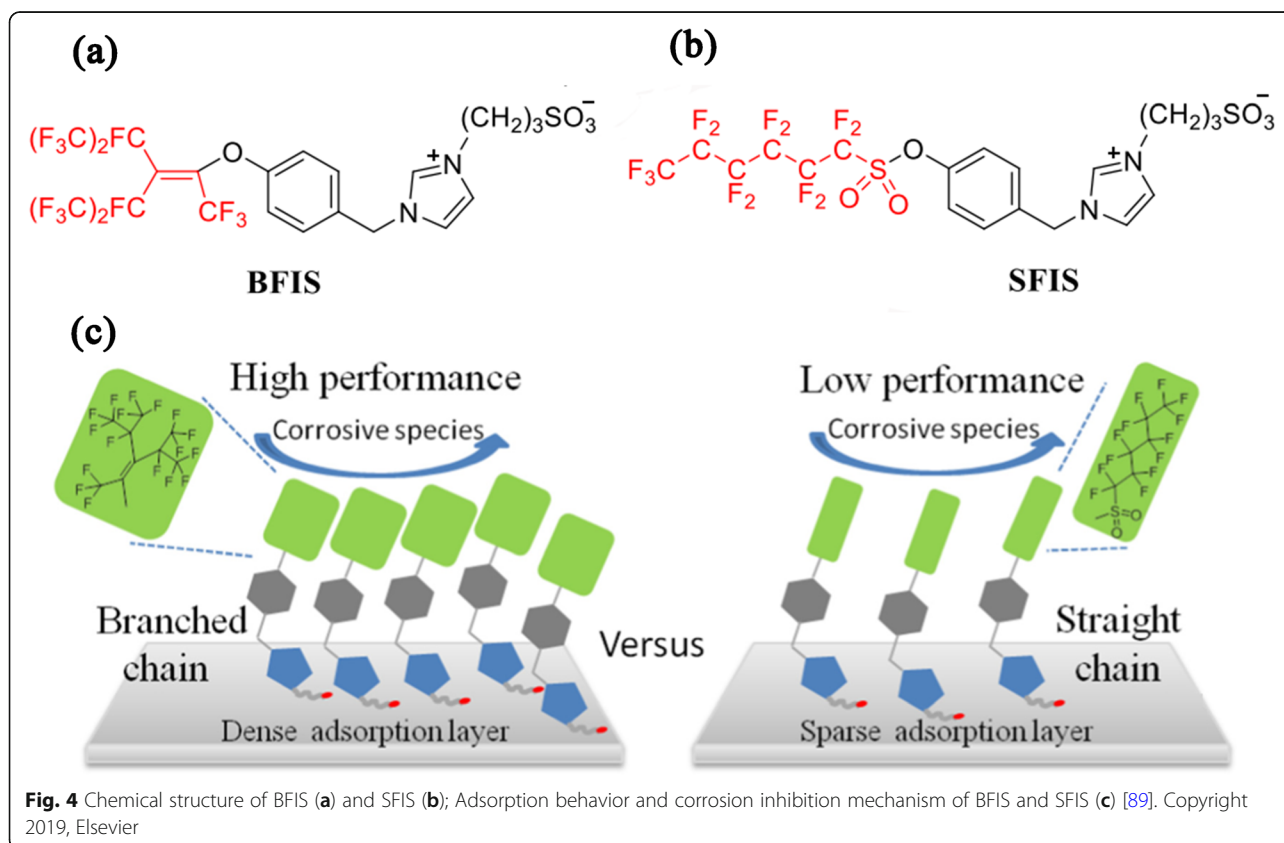 (a)
(F₃C)₂FC
(F₃C)₂FC
CF₃
O
N
+
N
(CH₂)₃SO₃⁻
BFIS
(b)
F₃C
F₂
C
F₂
C
F₂
C
F₂
C
F₂
C
S
O
O
O
N
+
N
(CH₂)₃SO₃⁻
SFIS
(c)
High performance
Corrosive species
Branched
chain
Dense adsorption layer
Versus
Low performance
Corrosive species
Straight
chain
Sparse adsorption layer
Fig. 4 Chemical structure of BFIS (a) and SFIS (b); Adsorption behavior and corrosion inhibition mechanism of BFIS and SFIS (c) [89]. Copyright
2019, Elsevier